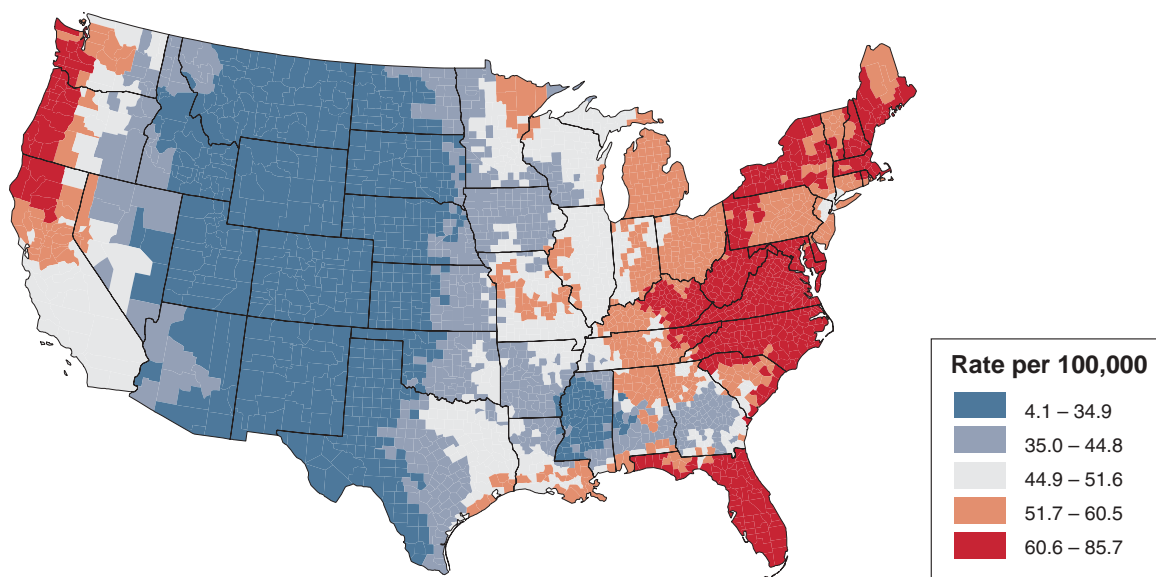 Rate per 100,000
4.1 – 34.9
35.0 – 44.8
44.9 – 51.6
51.7 – 60.5
60.6 – 85.7